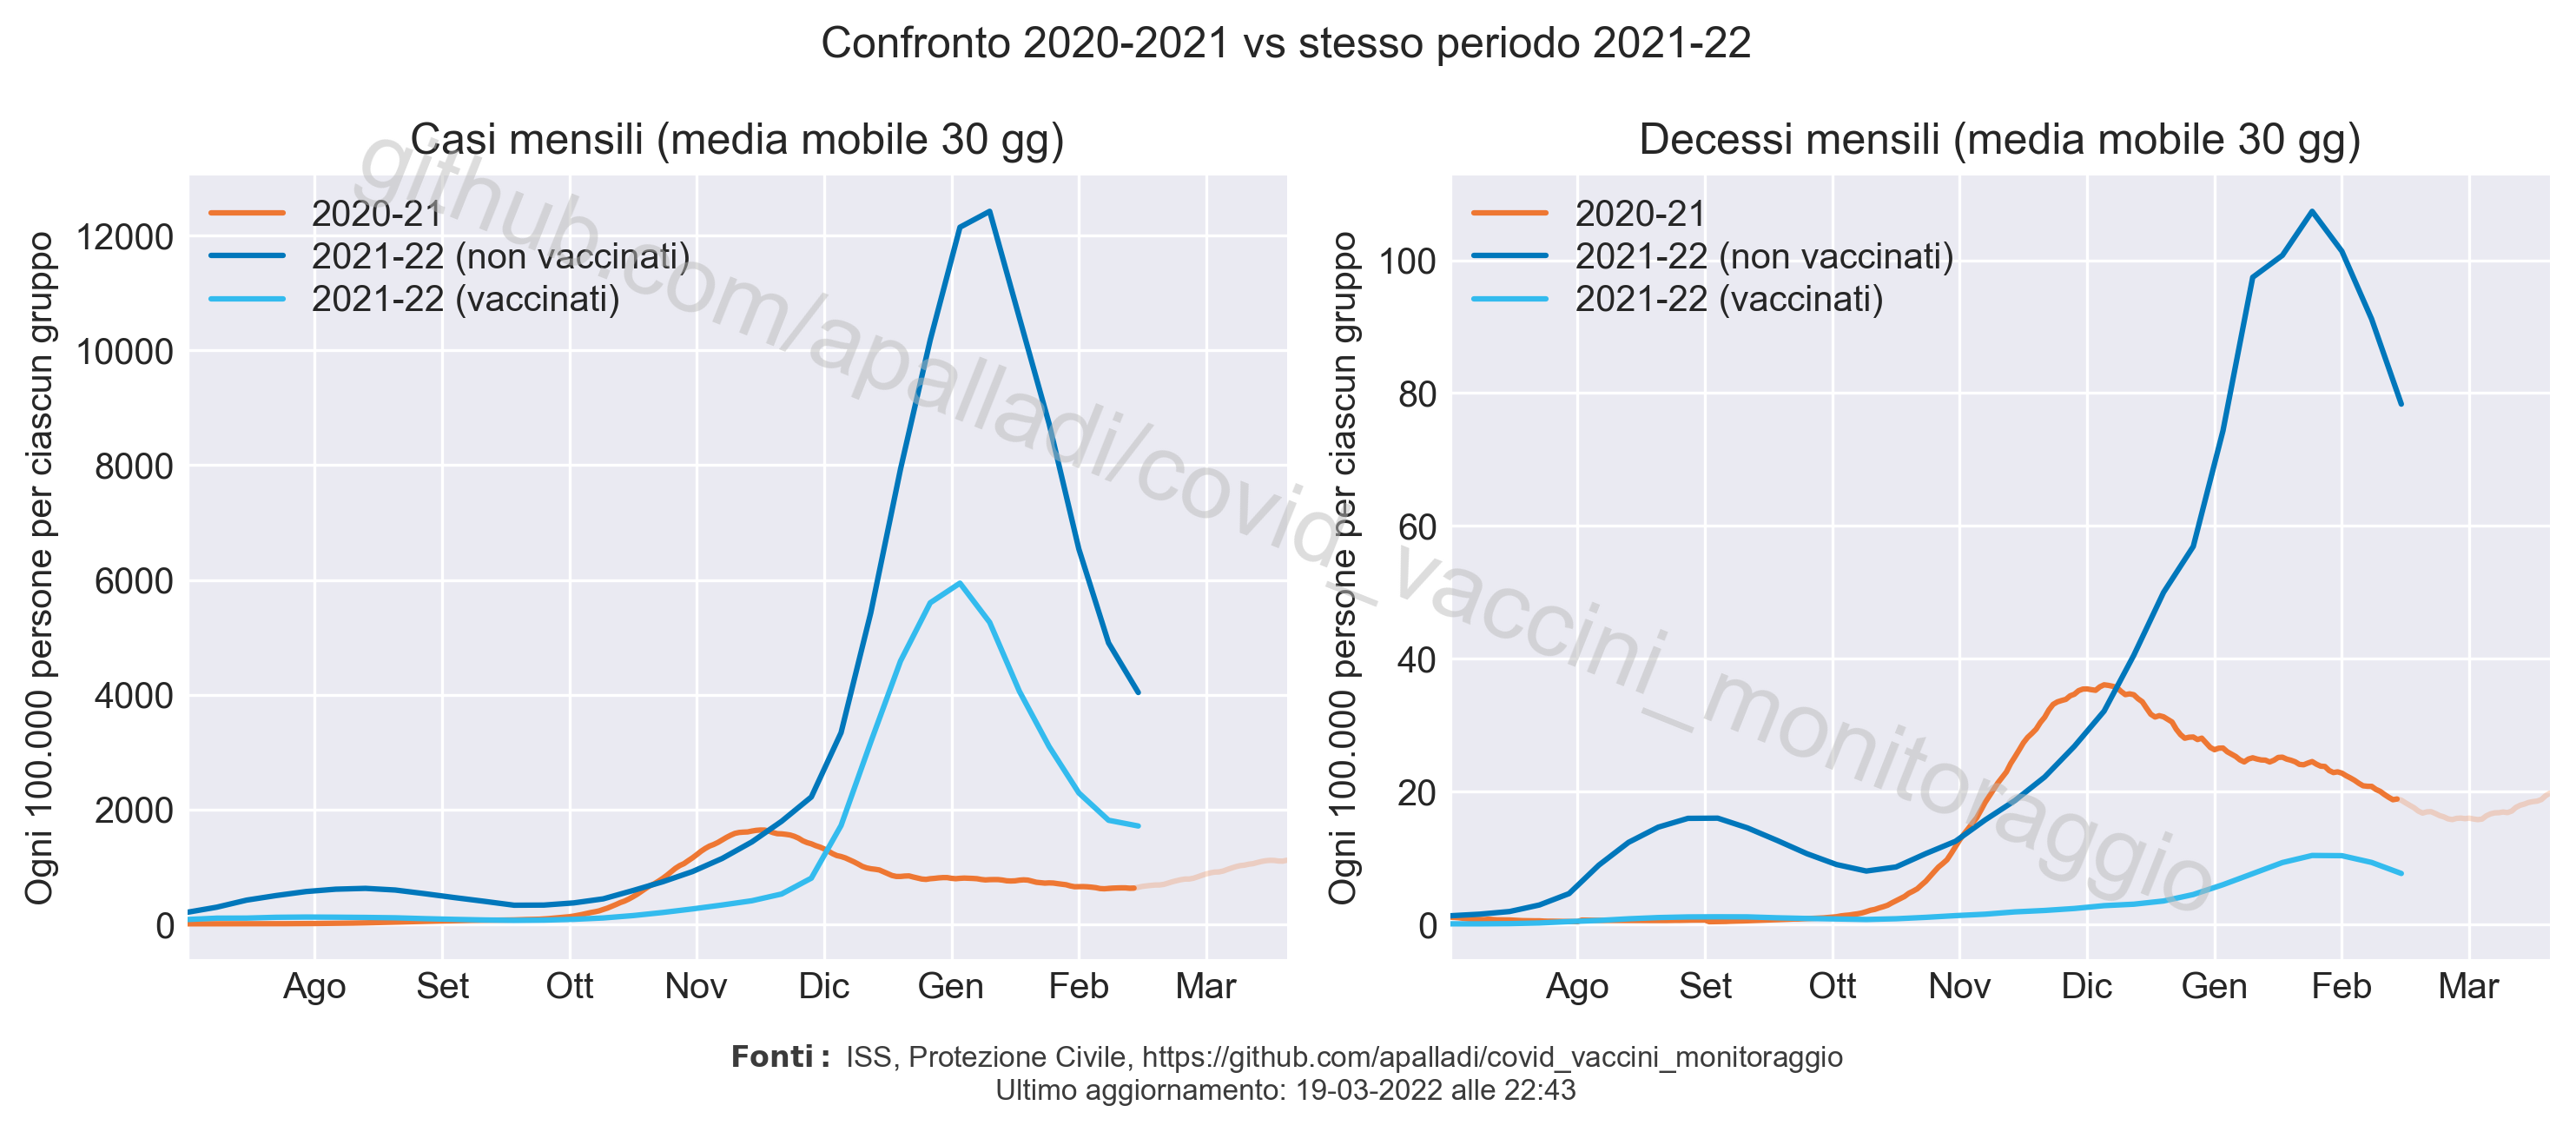 Confronto 2020-2021 vs stesso periodo 2021-22
Casi mensili (media mobile 30 gg)
Ogni 100.000 persone per ciascun gruppo
12000
10000
8000
6000
4000
2000
0
2020-21
2021-22 (non vaccinati)
2021-22 (vaccinati)
Ago Set Ott Nov Dic Gen Feb Mar
Decessi mensili (media mobile 30 gg)
Ogni 100.000 persone per ciascun gruppo
100
80
60
40
20
0
2020-21
2021-22 (non vaccinati)
2021-22 (vaccinati)
Ago Set Ott Nov Dic Gen Feb Mar
github.com/apalladi/covid_vaccini_monitoraggio
Fonti: ISS, Protezione Civile, https://github.com/apalladi/covid_vaccini_monitoraggio
Ultimo aggiornamento: 19-03-2022 alle 22:43